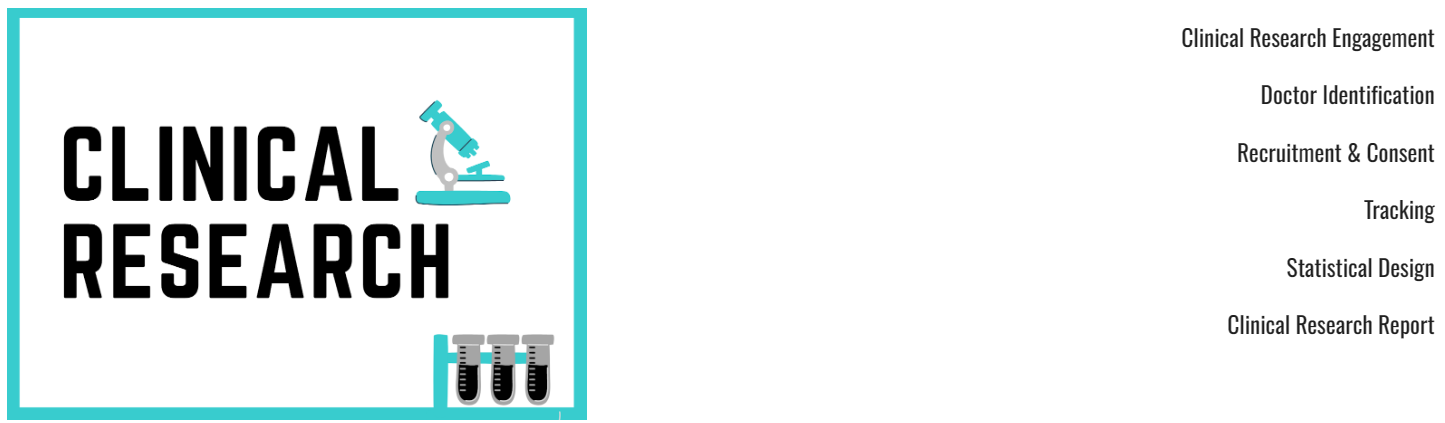 CLINICAL
RESEARCH
Clinical Research Engagement
Doctor Identification
Recruitment & Consent
Tracking
Statistical Design
Clinical Research Report